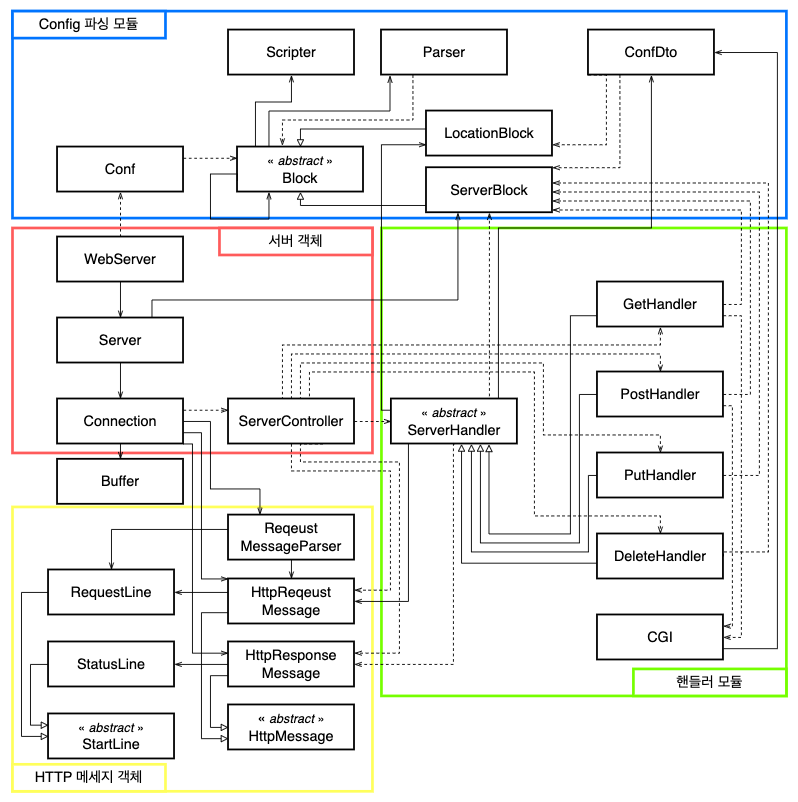 Config 파싱 모듈
Scripter
Parser
ConfDto
LocationBlock
Conf
« abstract »
Block
ServerBlock
서버 객체
WebServer
GetHandler
Server
PostHandler
Connection
ServerController
« abstract »
ServerHandler
PutHandler
Buffer
Reqeust
MessageParser
DeleteHandler
RequestLine
HttpReqeust
Message
CGI
StatusLine
HttpResponse
Message
핸들러 모듈
« abstract »
StartLine
« abstract »
HttpMessage
HTTP 메세지 객체